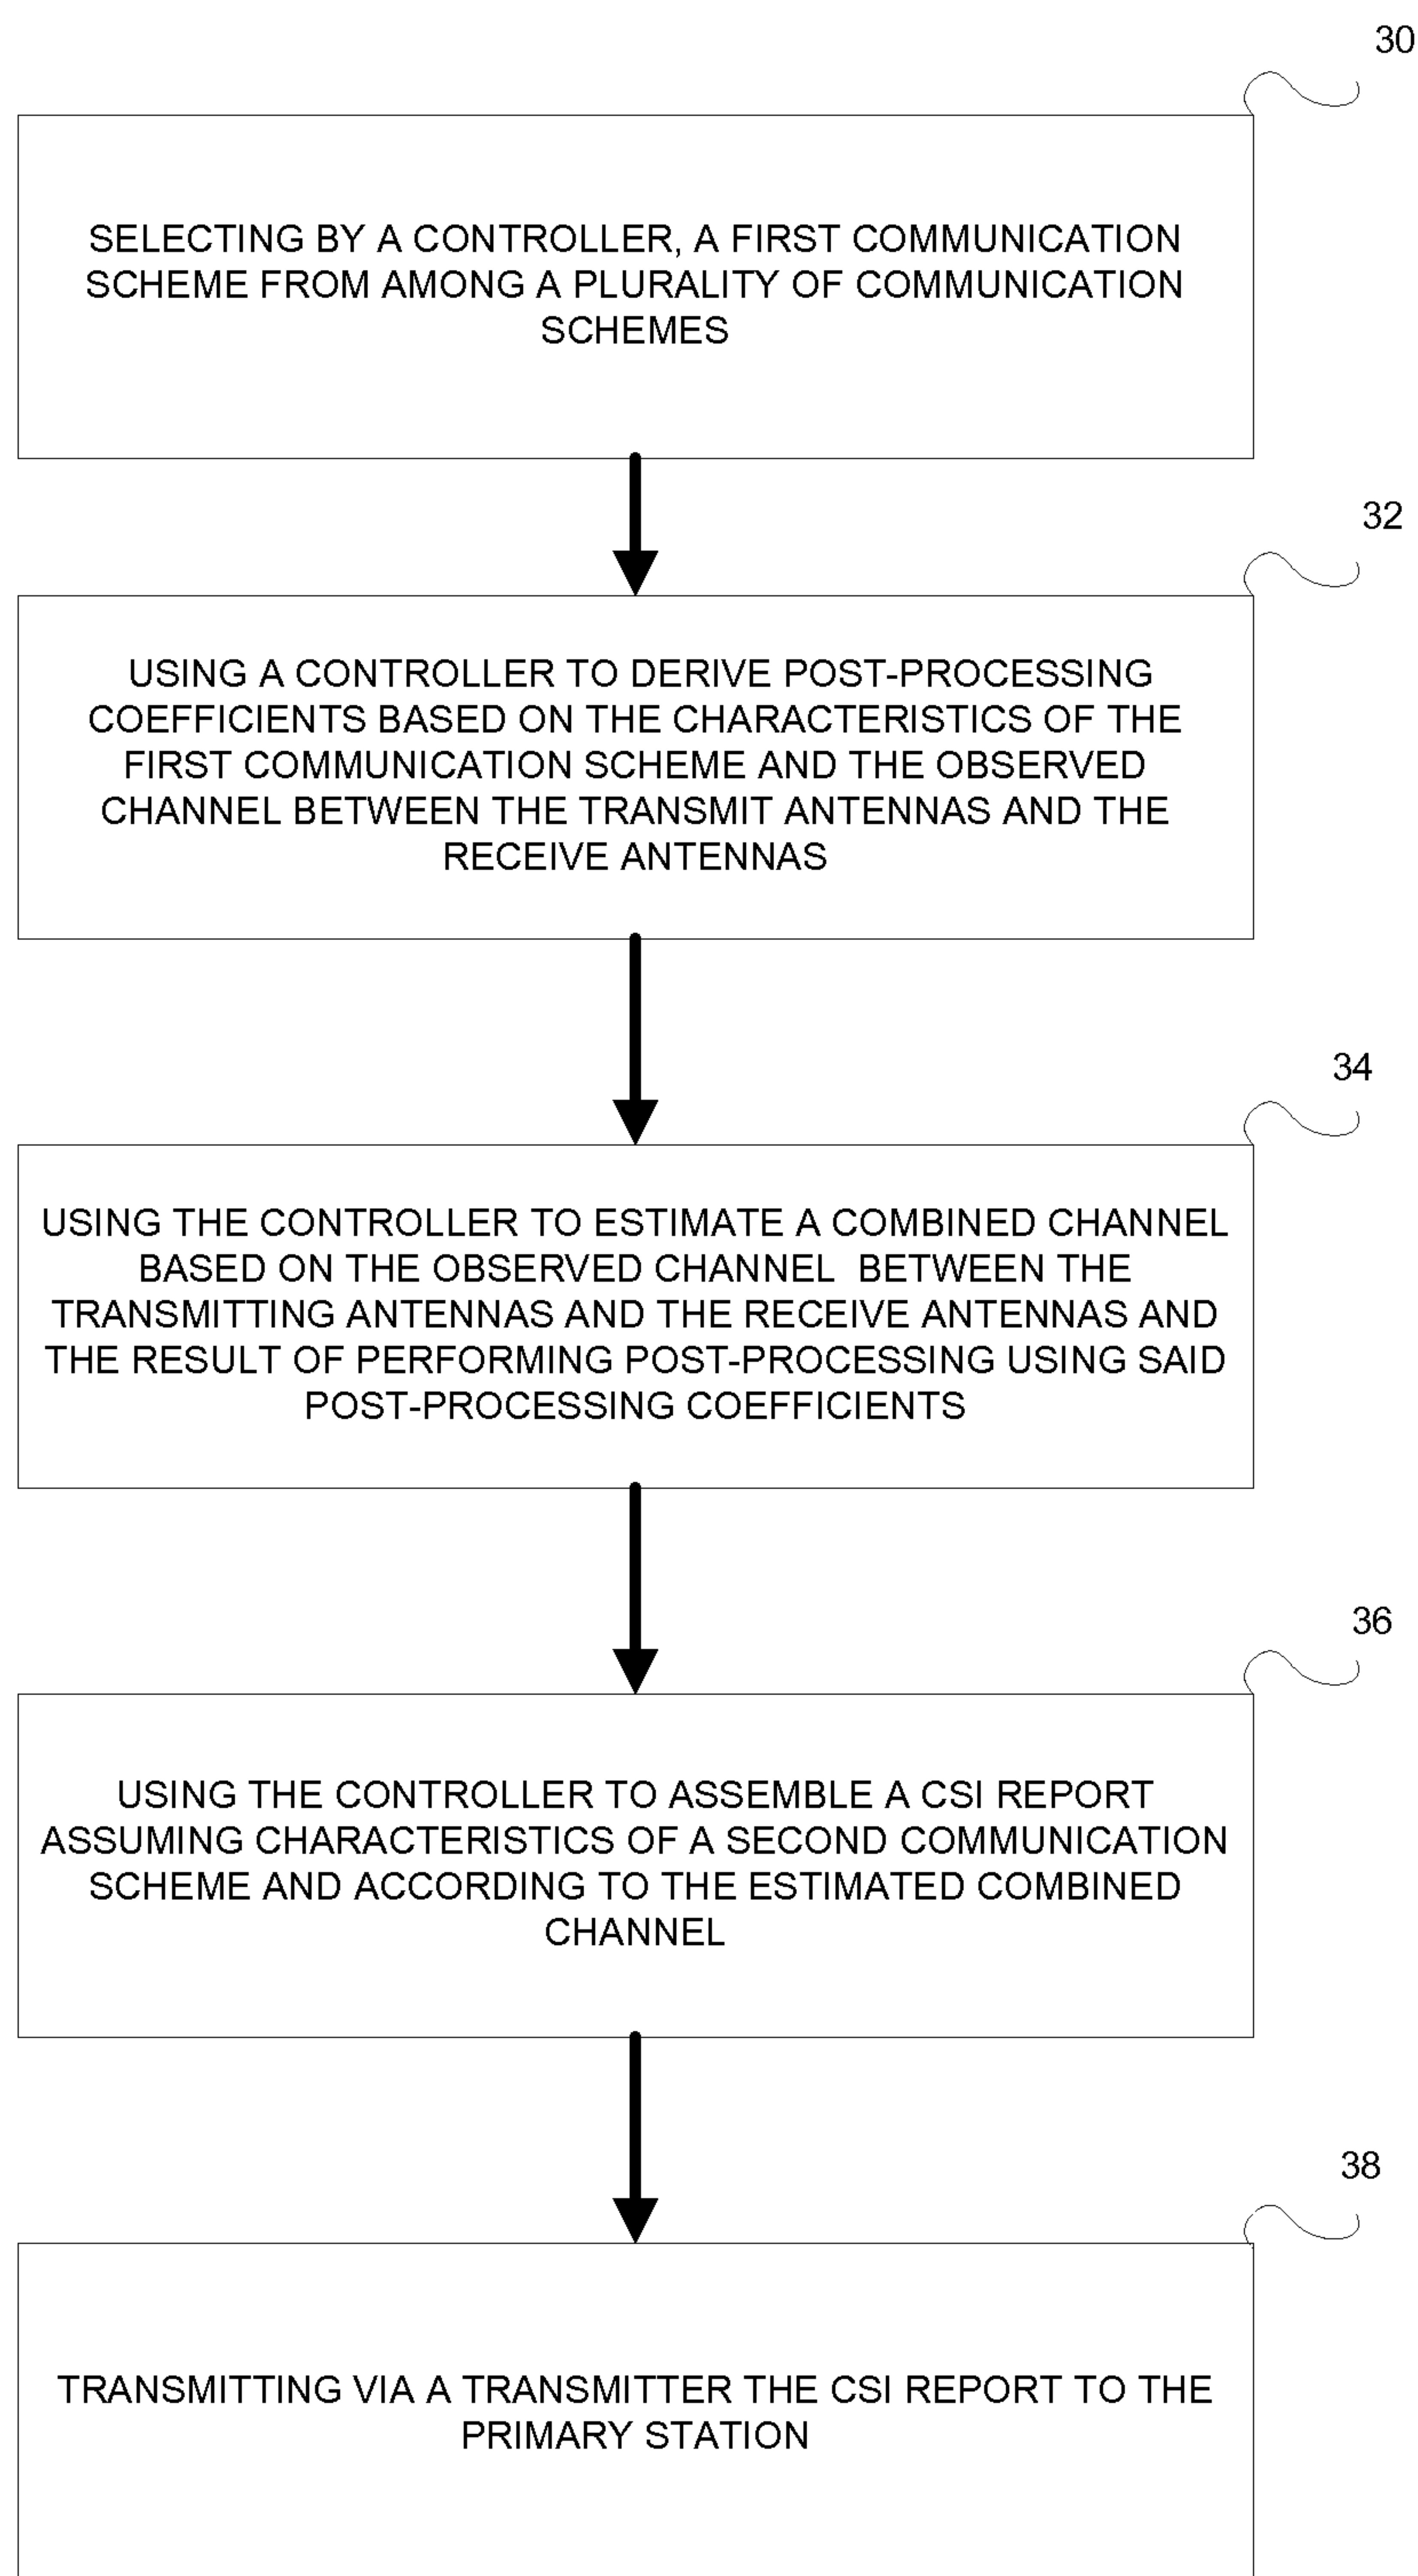 30
SELECTING BY A CONTROLLER, A FIRST COMMUNICATION
SCHEME FROM AMONG A PLURALITY OF COMMUNICATION
SCHEMES
32
USING A CONTROLLER TO DERIVE POST-PROCESSING
COEFFICIENTS BASED ON THE CHARACTERISTICS OF THE
FIRST COMMUNICATION SCHEME AND THE OBSERVED
CHANNEL BETWEEN THE TRANSMIT ANTENNAS AND THE
RECEIVE ANTENNAS
34
USING THE CONTROLLER TO ESTIMATE A COMBINED CHANNEL
BASED ON THE OBSERVED CHANNEL BETWEEN THE
TRANSMITTING ANTENNAS AND THE RECEIVE ANTENNAS AND
THE RESULT OF PERFORMING POST-PROCESSING USING SAID
POST-PROCESSING COEFFICIENTS
36
USING THE CONTROLLER TO ASSEMBLE A CSI REPORT
ASSUMING CHARACTERISTICS OF A SECOND COMMUNICATION
SCHEME AND ACCORDING TO THE ESTIMATED COMBINED
CHANNEL
38
TRANSMITTING VIA A TRANSMITTER THE CSI REPORT TO THE
PRIMARY STATION